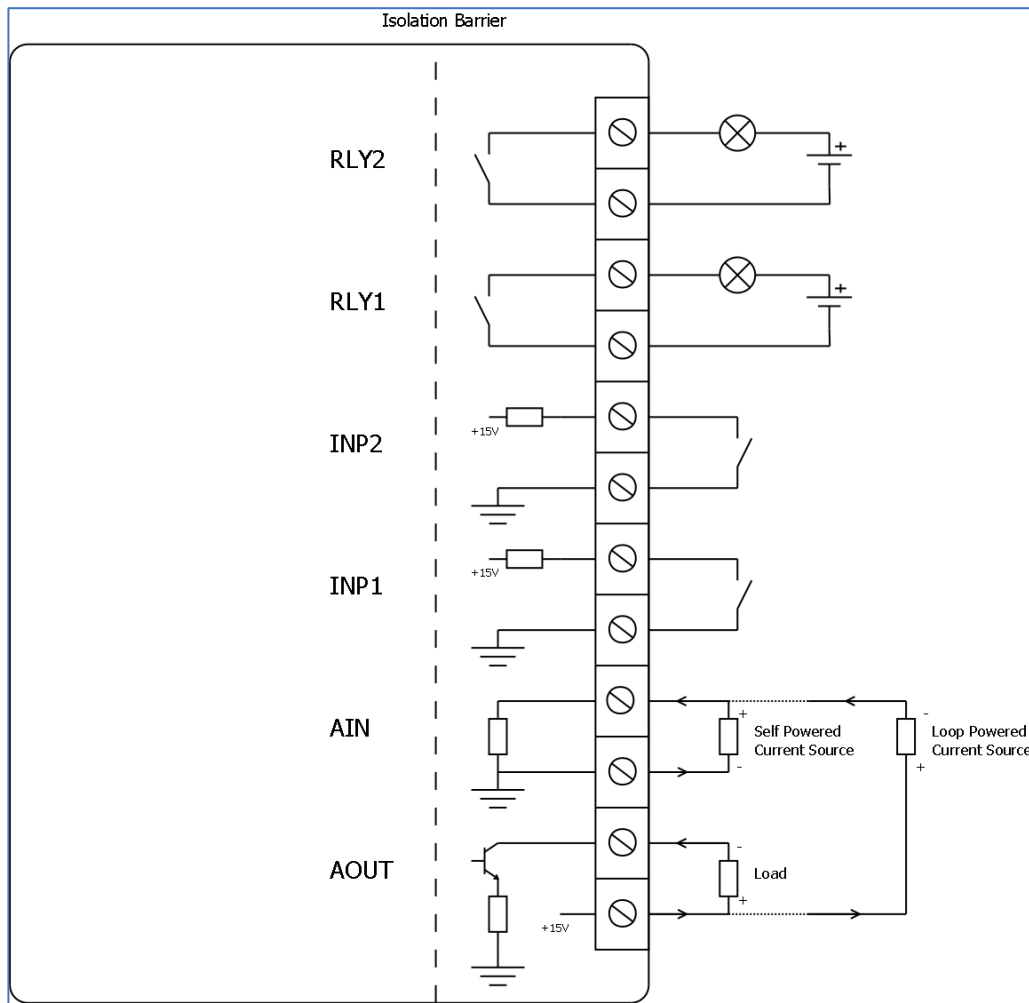 Isolation Barrier
RLY2
+
RLY1
+
INP2
+15V
INP1
+15V
AIN
+
Self Powered
Current Source
-
-
Loop Powered
Current Source
+
AOUT
-
Load
+
+15V